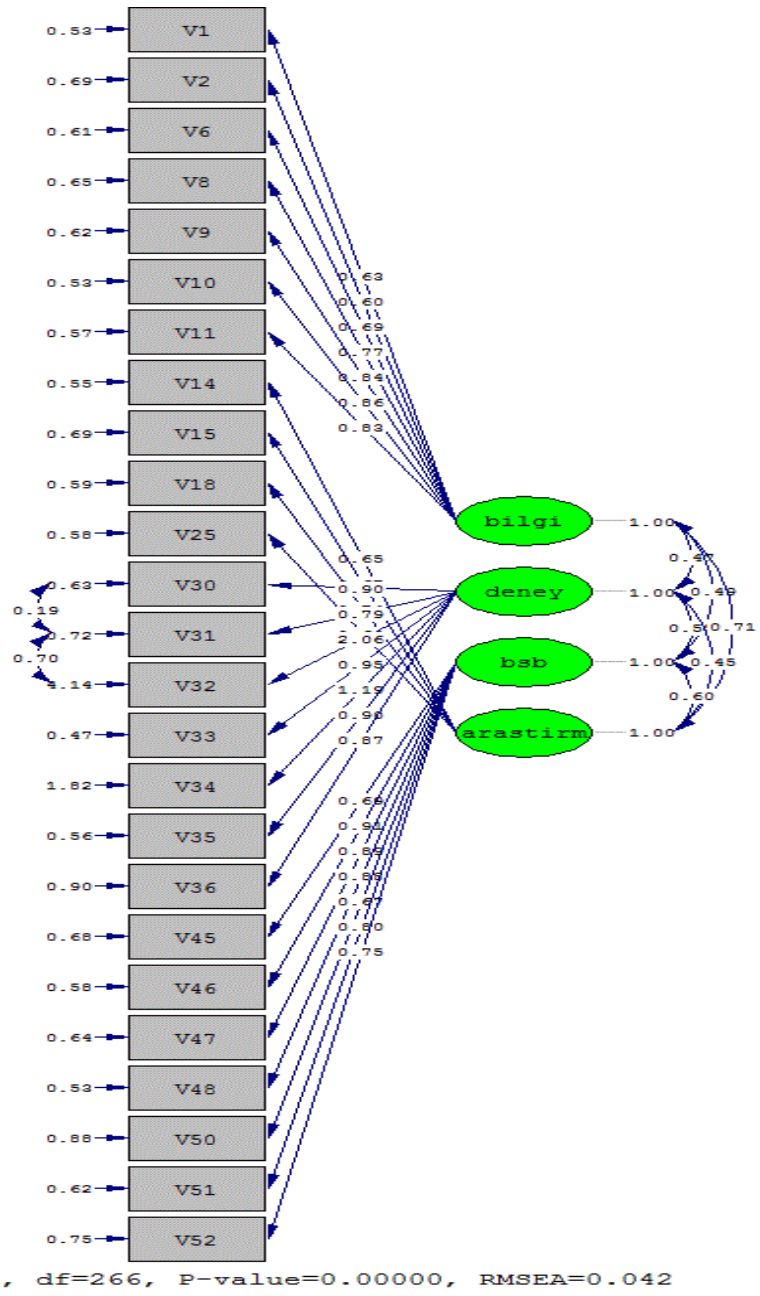 0.53 V1
0.69 V2
0.61 V6
0.65 V8
0.62 V9
0.53 V10
0.57 V11
0.55 V14
0.69 V15
0.59 V18
0.58 V25
0.63 V30
0.72 V31
4.14 V32
0.47 V33
1.82 V34
0.56 V35
0.90 V36
0.68 V45
0.58 V46
0.64 V47
0.53 V48
0.88 V50
0.62 V51
0.75 V52
0.19
0.70
0.63
0.60
0.69
0.77
0.84
0.86
0.83
0.65
0.90
0.79
2.06
0.95
1.19
0.90
0.87
0.91
0.67
0.80
0.75
bilgi 1.00
deney 1.00
bsb 1.00
arastirm 1.00
0.47
0.49
0.71
0.45
0.60
, df=266, P-value=0.00000, RMSEA=0.042